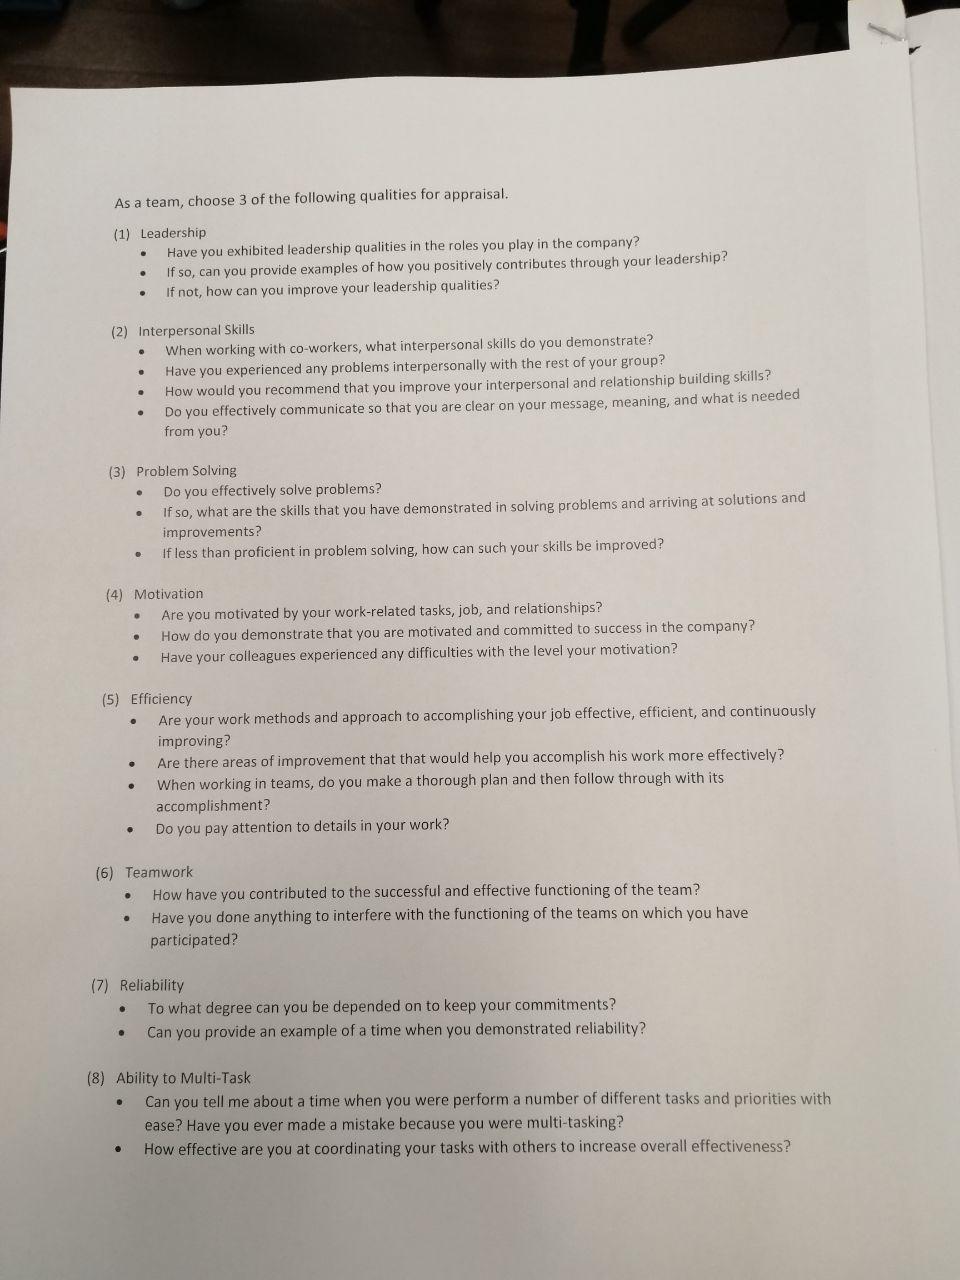 As a team, choose 3 of the following qualities for appraisal.
(1) Leadership
• Have you exhibited leadership qualities in the roles you play in the company?
• If so, can you provide examples of how you positively contributes through your leadership?
• If not, how can you improve your leadership qualities?
(2) Interpersonal Skills
• When working with co-workers, what interpersonal skills do you demonstrate?
• Have you experienced any problems interpersonally with the rest of your group?
• How would you recommend that you improve your interpersonal and relationship building skills?
• Do you effectively communicate so that you are clear on your message, meaning, and what is needed
from you?
(3) Problem Solving
• Do you effectively solve problems?
• If so, what are the skills that you have demonstrated in solving problems and arriving at solutions and
improvements?
• If less than proficient in problem solving, how can such your skills be improved?
(4) Motivation
• Are you motivated by your work-related tasks, job, and relationships?
• How do you demonstrate that you are motivated and committed to success in the company?
• Have your colleagues experienced any difficulties with the level your motivation?
(5) Efficiency
• Are your work methods and approach to accomplishing your job effective, efficient, and continuously
improving?
• Are there areas of improvement that that would help you accomplish his work more effectively?
• When working in teams, do you make a thorough plan and then follow through with its
accomplishment?
• Do you pay attention to details in your work?
(6) Teamwork
• How have you contributed to the successful and effective functioning of the team?
• Have you done anything to interfere with the functioning of the teams on which you have
participated?
(7) Reliability
• To what degree can you be depended on to keep your commitments?
• Can you provide an example of a time when you demonstrated reliability?
(8) Ability to Multi-Task
• Can you tell me about a time when you were perform a number of different tasks and priorities with
ease? Have you ever made a mistake because you were multi-tasking?
• How effective are you at coordinating your tasks with others to increase overall effectiveness?